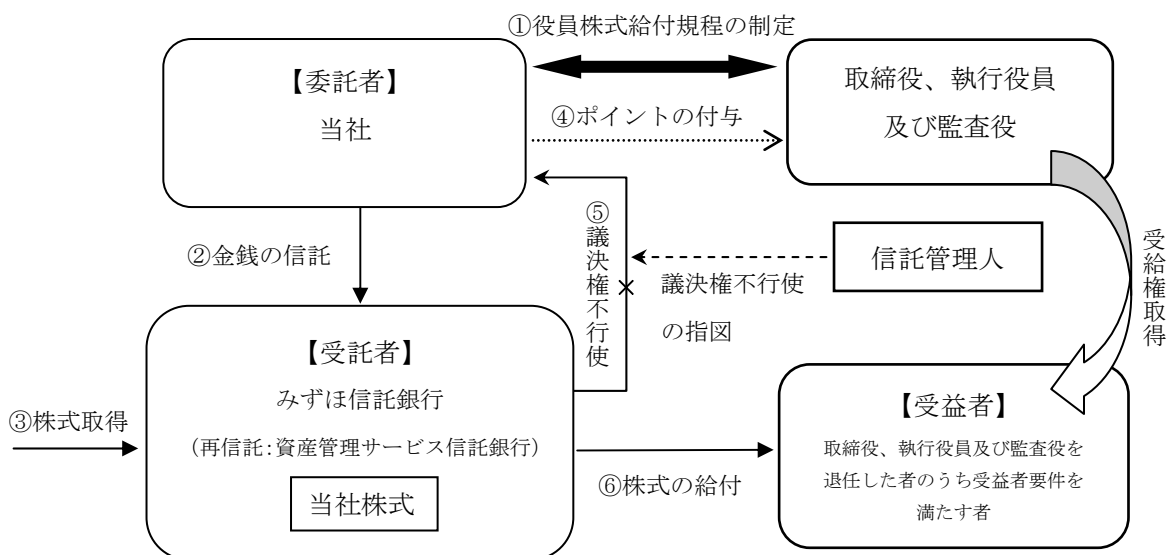 ①役員株式給付規程の制定
【委託者】
当社
取締役、執行役員
及び監査役
④ポイントの付与
②金銭の信託
⑤議決権不行使
議決権不行使
の指図
信託管理人
受給権取得
③株式取得
【受託者】
みずほ信託銀行
(再信託:資産管理サービス信託銀行)
当社株式
⑥株式の給付
【受益者】
取締役、執行役員及び監査役を
退任した者のうち受益者要件を
満たす者